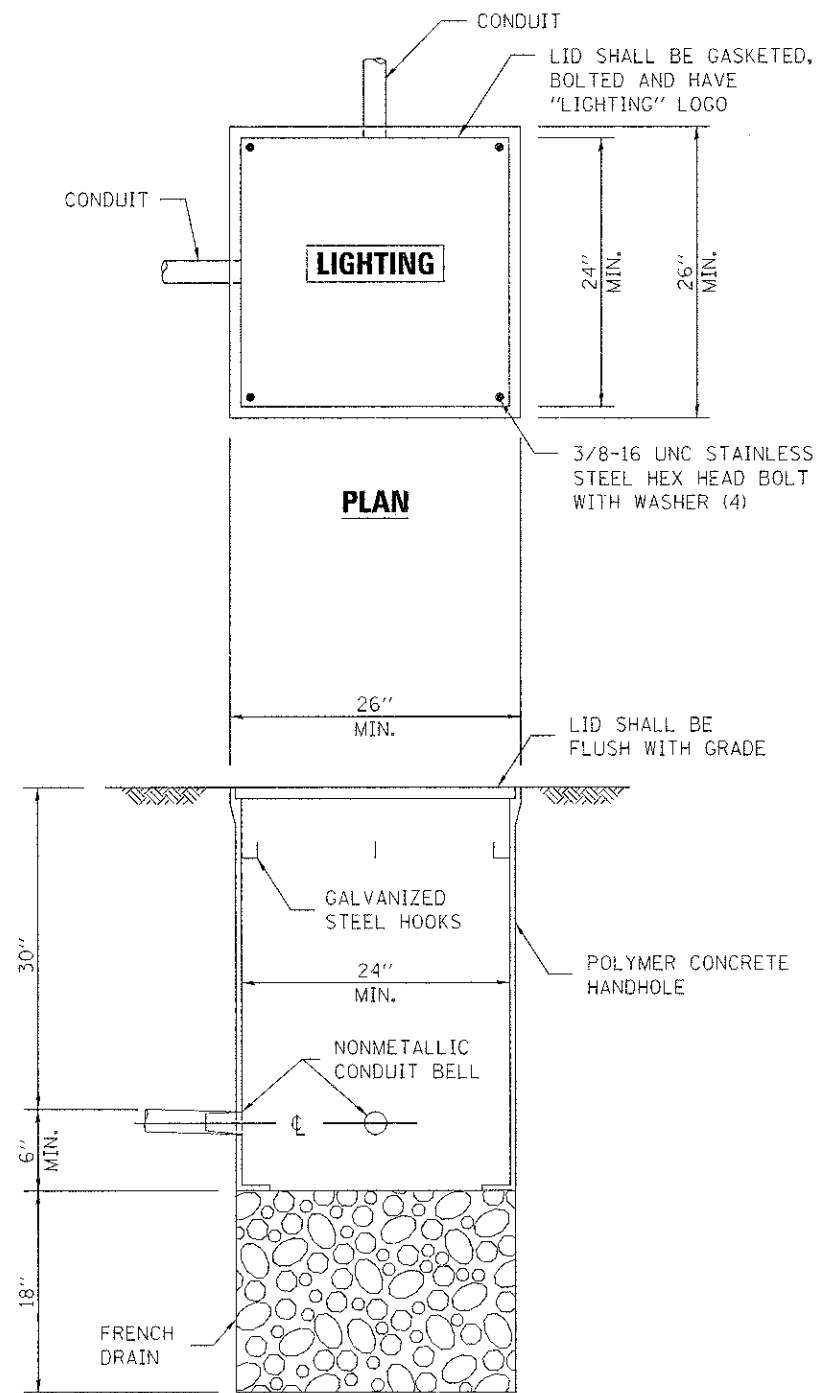 CONDUIT
LID SHALL BE GASKETED,
BOLTED AND HAVE
"LIGHTING" LOGO
CONDUIT
LIGHTING
24"
MIN.
26"
MIN.
3/8-16 UNC STAINLESS
STEEL HEX HEAD BOLT
WITH WASHER (4)
PLAN
26"
MIN.
LID SHALL BE
FLUSH WITH GRADE
GALVANIZED
STEEL HOOKS
30"
24"
MIN.
POLYMER CONCRETE
HANDHOLE
NONMETALLIC
CONDUIT BELL
℄
6"
MIN.
18"
FRENCH
DRAIN